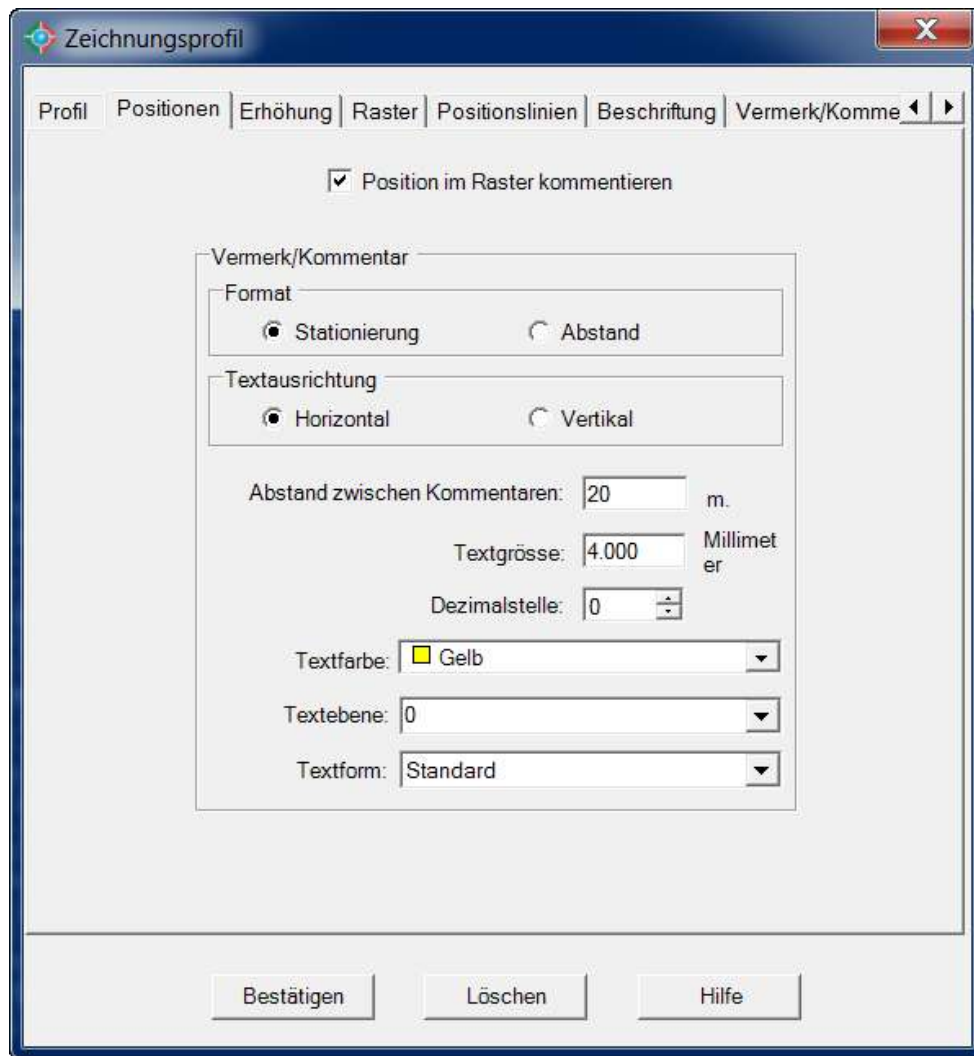 Zeichnungsprofil
Profil Positionen Erhöhung Raster Positionslinien Beschriftung Vermerk/Komme
Position im Raster kommentieren
Vermerk/Kommentar
Format
Stationierung Abstand
Textausrichtung
Horizontal Vertikal
Abstand zwischen Kommentaren: 20 m.
Textgrösse: 4.000 Millimet
er
Dezimalstelle: 0
Textfarbe: Gelb
Textebene: 0
Textform: Standard
Bestätigen Löschen Hilfe